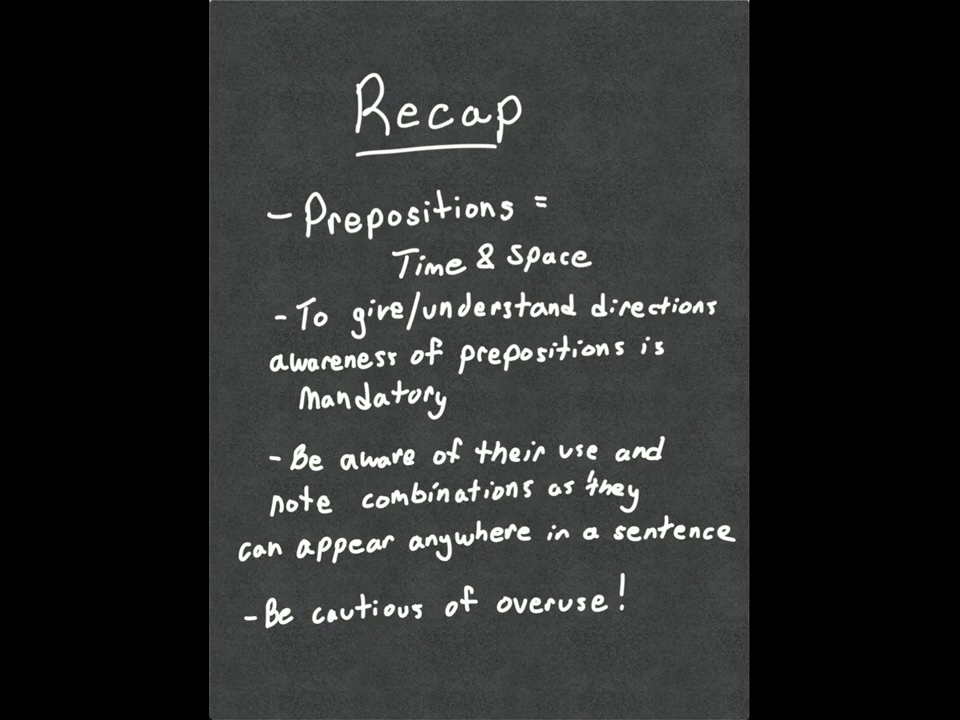 Recap
- Prepositions =
Time & Space
- To give/understand directions
awareness of prepositions is
mandatory
- Be aware of their use and
note combinations as they
can appear anywhere in a sentence
- Be cautious of overuse!